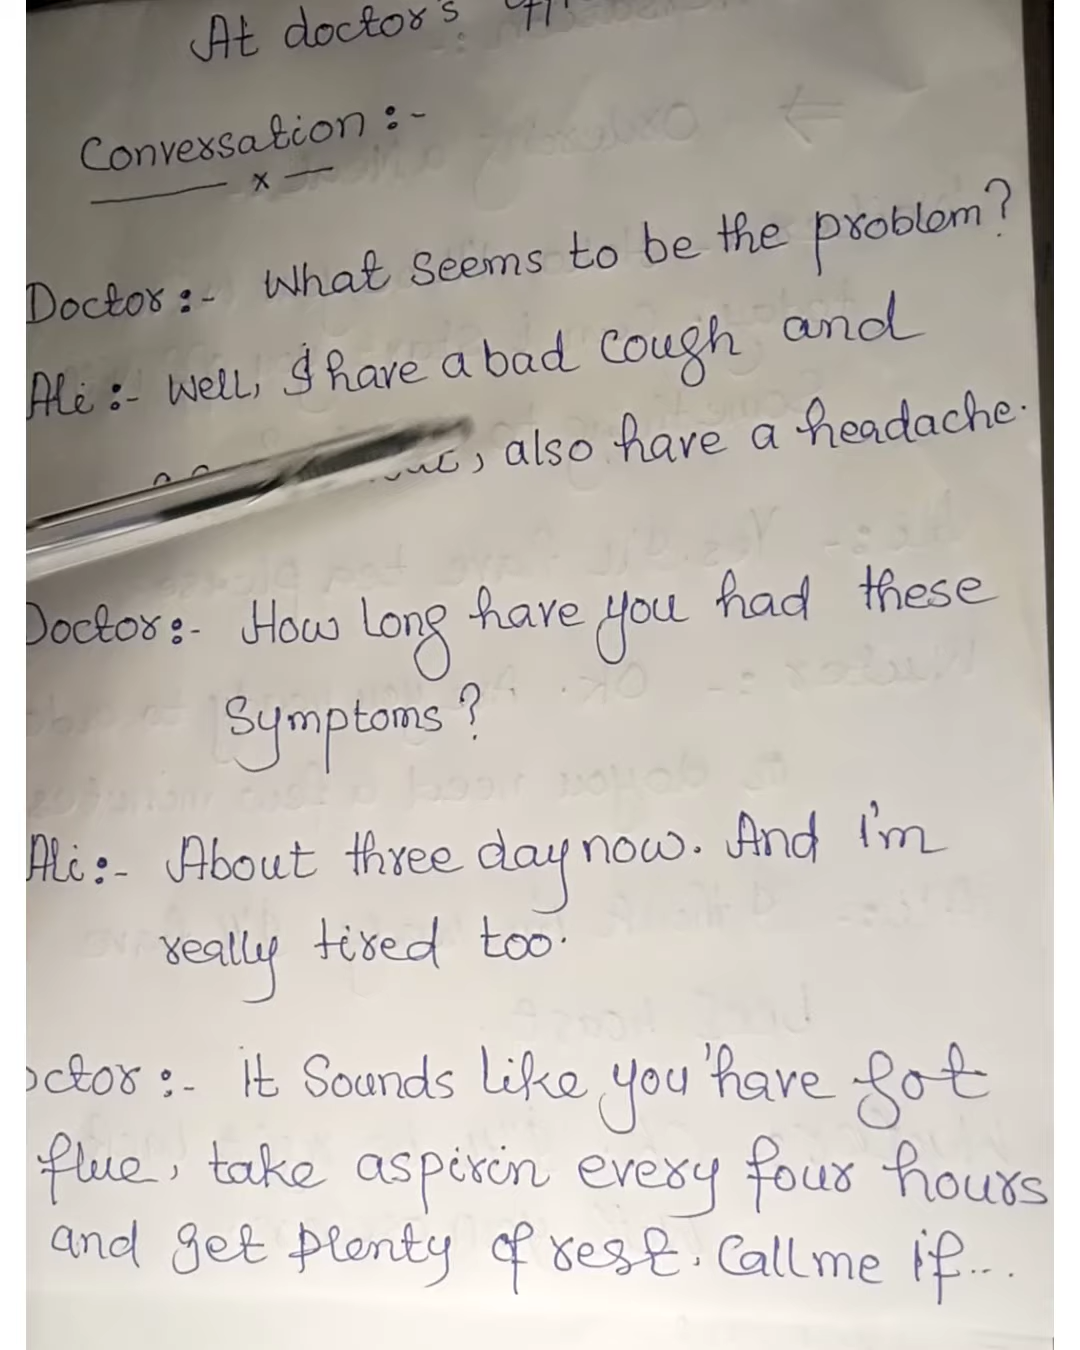 At doctor's
Conversation :-
Doctor :- What seems to be the problem?
Ali :- Well, I have a bad cough and
, also have a headache.
Doctor :- How long have you had these
Symptoms?
Ali :- About three day now. And I'm
really tired too.
octor :- it Sounds like you'have got
flue, take aspirin every four hours
and get plenty of rest. Call me if...